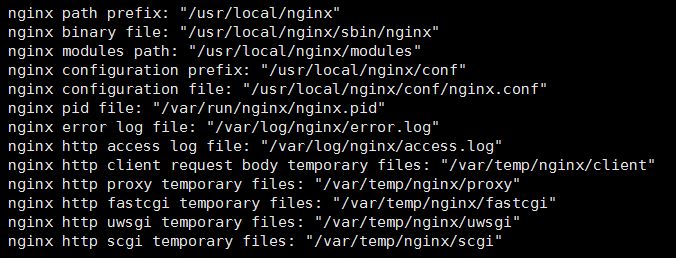 nginx path prefix: "/usr/local/nginx"
nginx binary file: "/usr/local/nginx/sbin/nginx"
nginx modules path: "/usr/local/nginx/modules"
nginx configuration prefix: "/usr/local/nginx/conf"
nginx configuration file: "/usr/local/nginx/conf/nginx.conf"
nginx pid file: "/var/run/nginx/nginx.pid"
nginx error log file: "/var/log/nginx/error.log"
nginx http access log file: "/var/log/nginx/access.log"
nginx http client request body temporary files: "/var/temp/nginx/client"
nginx http proxy temporary files: "/var/temp/nginx/proxy"
nginx http fastcgi temporary files: "/var/temp/nginx/fastcgi"
nginx http uwsgi temporary files: "/var/temp/nginx/uwsgi"
nginx http scgi temporary files: "/var/temp/nginx/scgi"